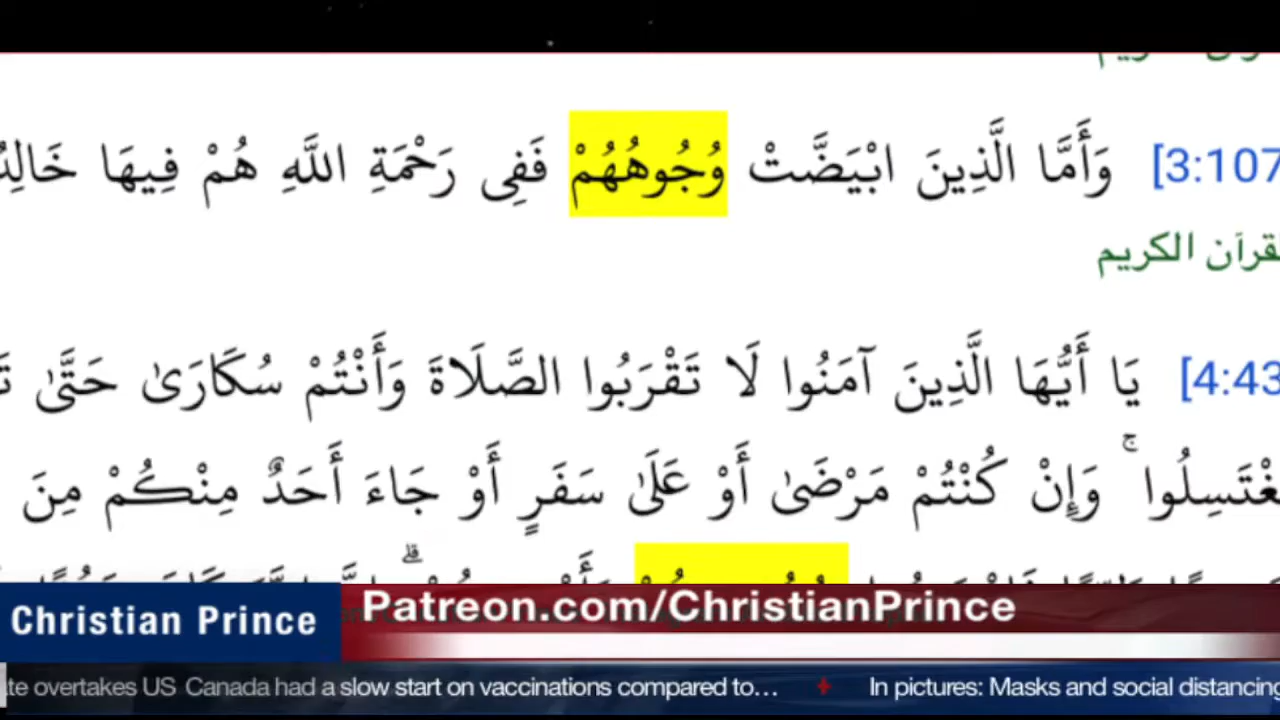 [3:107 وَأَمَّا الَّذِينَ ابْيَضَّتْ وُجُوهُهُمْ فَفِى رَحْمَةِ اللَّهِ هُمْ فِيهَا
الكريم
[4:43 يَا أَيُّهَا الَّذِينَ آمَنُوا لَا تَقْرَبُوا الصَّلَاةَ وَأَنْتُمْ سُكَارَىٰ حَتَّىٰ
وَإِنْ كُنْتُمْ مَرْضَىٰ أَوْ عَلَىٰ سَفَرٍ أَوْ جَاءَ أَحَدٌ مِنْكُمْ مِنَ
Christian Prince
Patreon.com/ChristianPrince
te overtakes US Canada had a slow start on vaccinations compared to… In pictures: Masks and social distancing